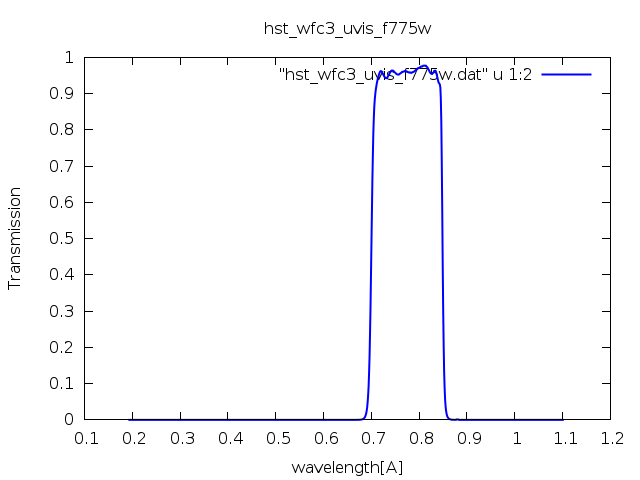 hst_wfc3_uvis_f775w
1
"hst_wfc3_uvis_f775w.dat" u 1:2
0.9
0.8
0.7
0.6
0.5
0.4
0.3
0.2
0.1
0
Transmission
0.1 0.2 0.3 0.4 0.5 0.6 0.7 0.8 0.9 1 1.1 1.2
wavelength[A]